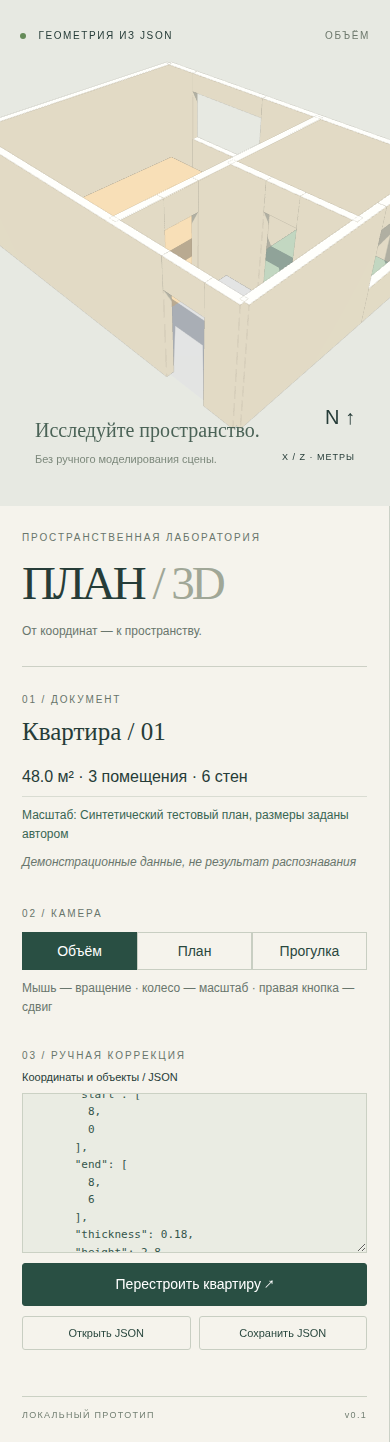 ГЕОМЕТРИЯ ИЗ JSON
ОБЪЁМ
Исследуйте пространство.
Без ручного моделирования сцены.
N ↑
X / Z · МЕТРЫ
ПРОСТРАНСТВЕННАЯ ЛАБОРАТОРИЯ
ПЛАН / 3D
От координат — к пространству.
01 / ДОКУМЕНТ
Квартира / 01
48.0 м² · 3 помещения · 6 стен
Масштаб: Синтетический тестовый план, размеры заданы
автором
Демонстрационные данные, не результат распознавания
02 / КАМЕРА
Объём
План
Прогулка
Мышь — вращение · колесо — масштаб · правая кнопка —
сдвиг
03 / РУЧНАЯ КОРРЕКЦИЯ
Координаты и объекты / JSON
"start": [
8,
0
],
"end": [
8,
6
],
"thickness": 0.18,
"height": 2.8
Перестроить квартиру ↗
Открыть JSON
Сохранить JSON
ЛОКАЛЬНЫЙ ПРОТОТИП
v0.1